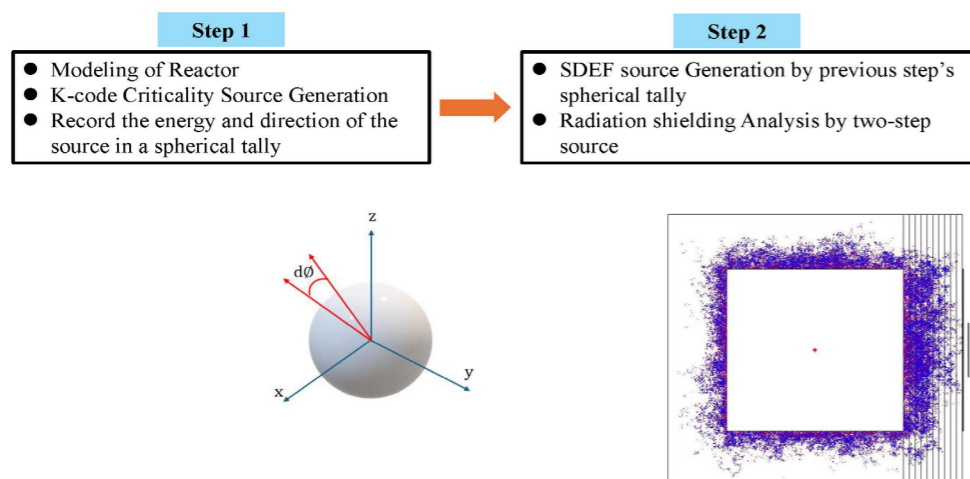 Step 1
Modeling of Reactor
K-code Criticality Source Generation
Record the energy and direction of the
source in a spherical tally
Step 2
SDEF source Generation by previous step's
spherical tally
Radiation shielding Analysis by two-step
source
z
dØ
y
x